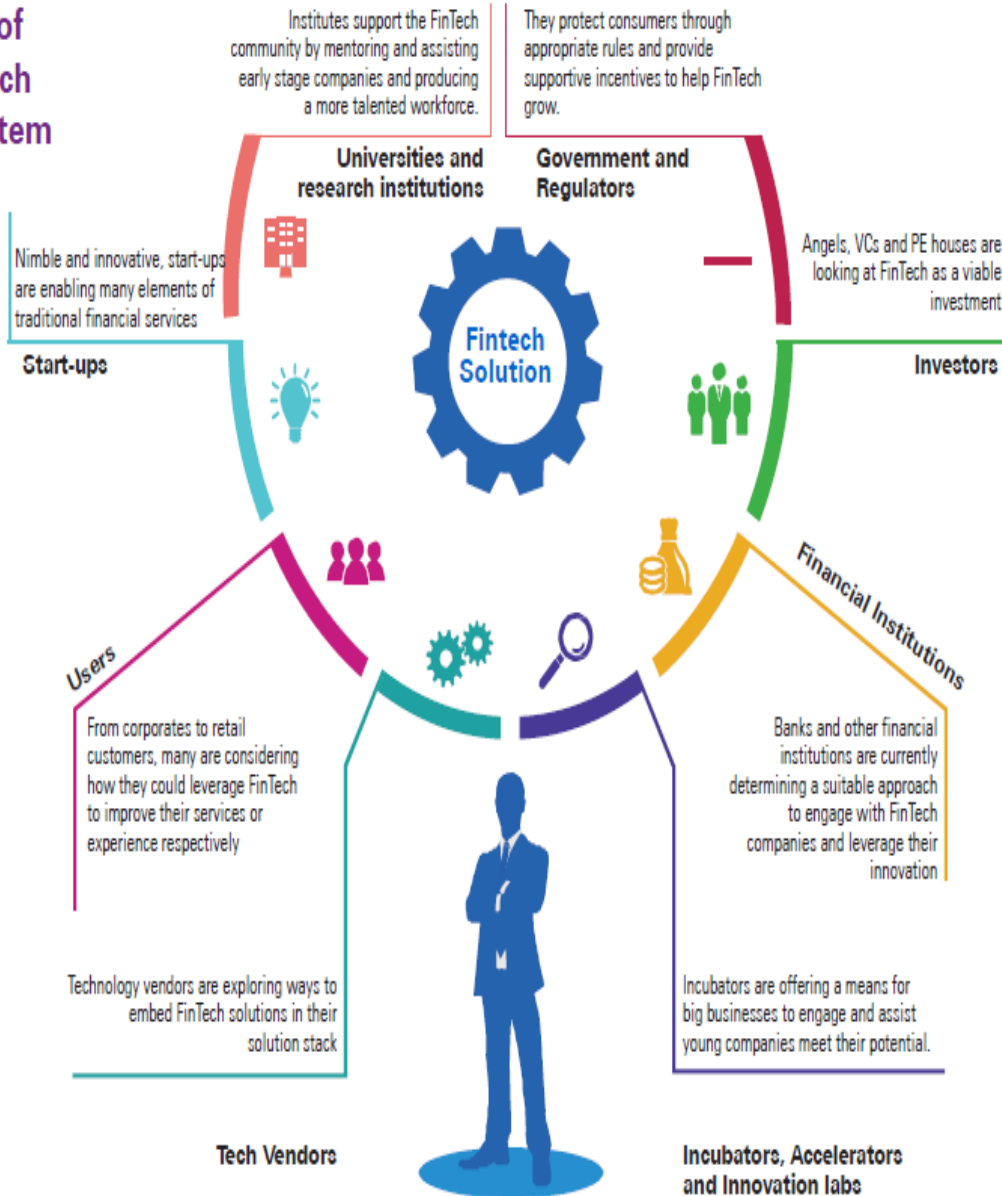 of
ch
tem
Institutes support the FinTech
community by mentoring and assisting
early stage companies and producing
a more talented workforce.
Universities and
research institutions
They protect consumers through
appropriate rules and provide
supportive incentives to help FinTech
grow.
Government and
Regulators
Nimble and innovative, start-ups
are enabling many elements of
traditional financial services
Start-ups
Fintech
Solution
Angels, VCs and PE houses are
looking at FinTech as a viable
investment
Investors
Users
From corporates to retail
customers, many are considering
how they could leverage FinTech
to improve their services or
experience respectively
Financial Institutions
Banks and other financial
institutions are currently
determining a suitable approach
to engage with FinTech
companies and leverage their
innovation
Technology vendors are exploring ways to
embed FinTech solutions in their
solution stack
Tech Vendors
Incubators are offering a means for
big businesses to engage and assist
young companies meet their potential.
Incubators, Accelerators
and Innovation labs